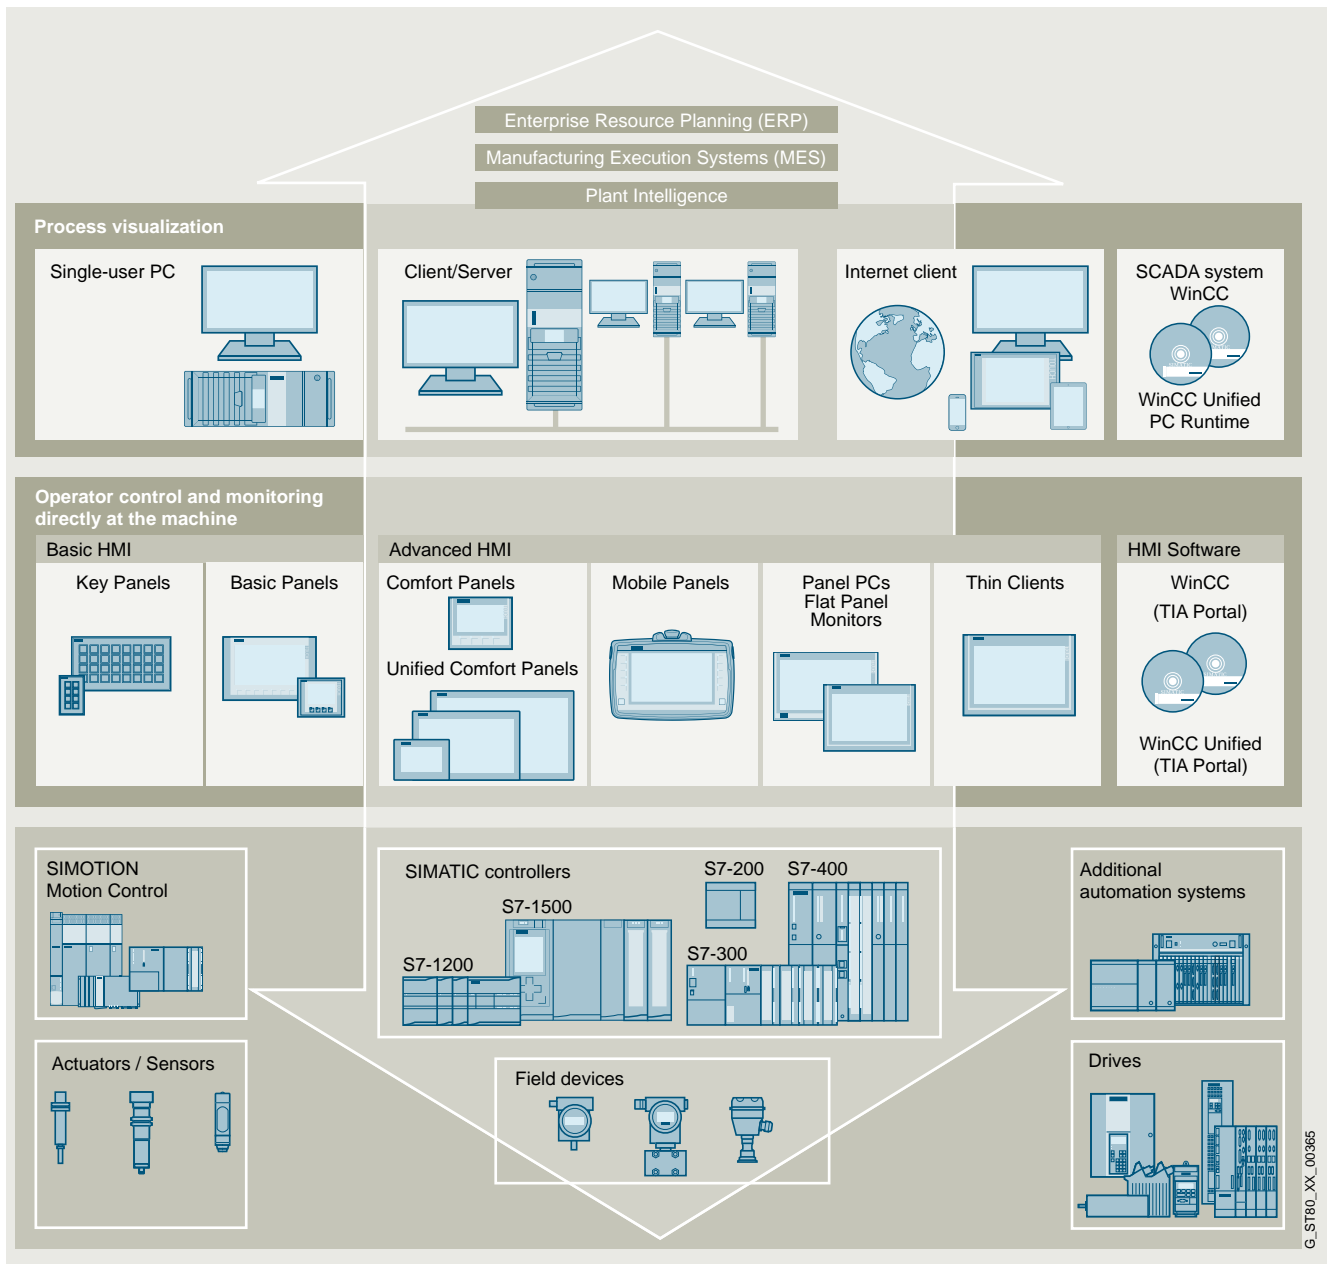 Enterprise Resource Planning (ERP)
Manufacturing Execution Systems (MES)
Plant Intelligence
Process visualization
Single-user PC
Client/Server
Internet client
SCADA system
WinCC
WinCC Unified
PC Runtime
Operator control and monitoring
directly at the machine
Basic HMI
Advanced HMI
HMI Software
Key Panels
Basic Panels
Comfort Panels
Unified Comfort Panels
Mobile Panels
Panel PCs
Flat Panel
Monitors
Thin Clients
WinCC
(TIA Portal)
WinCC Unified
(TIA Portal)
SIMOTION
Motion Control
SIMATIC controllers
S7-200
S7-400
S7-1500
S7-300
S7-1200
Additional
automation systems
Actuators / Sensors
Field devices
Drives
G_ST80_XX_00365